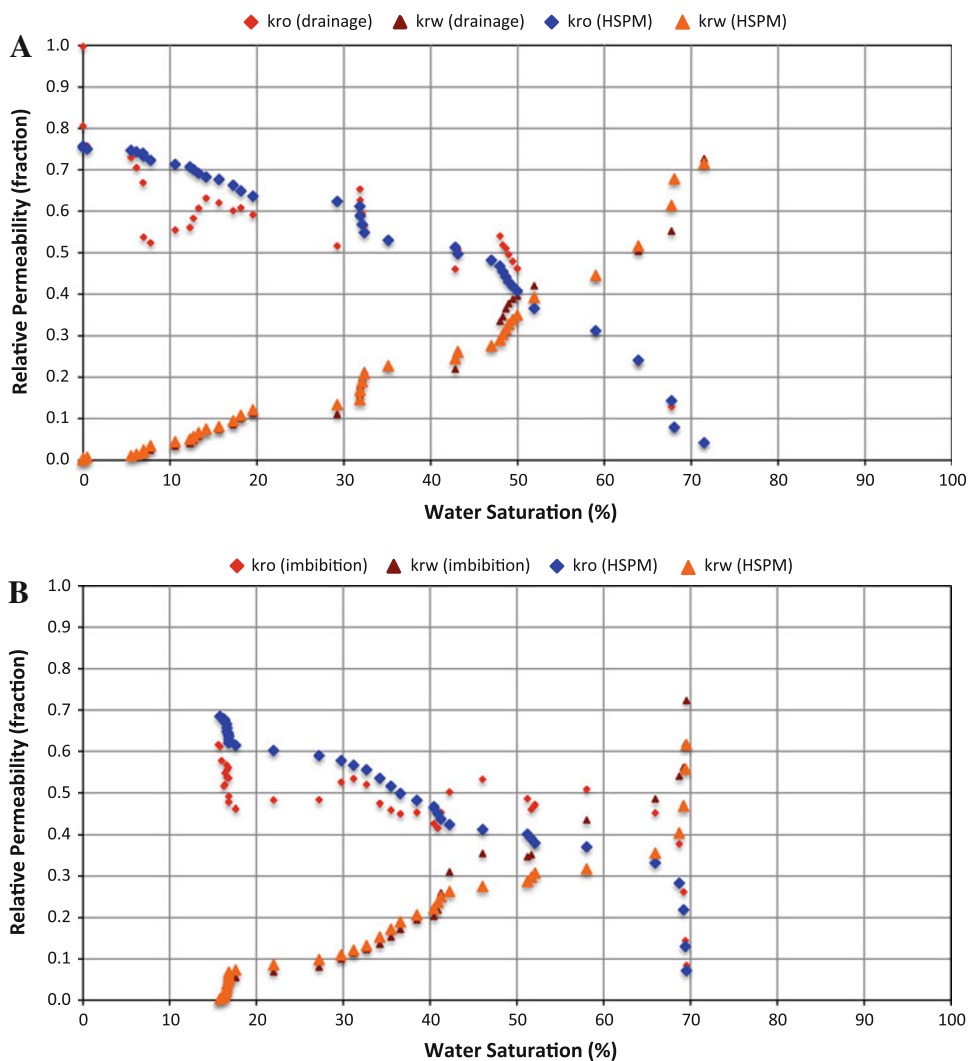 kro (drainage) krw (drainage) kro (HSPM) krw (HSPM)
A
1.0
0.9
0.8
0.7
0.6
0.5
0.4
0.3
0.2
0.1
0.0
Relative Permeability (fraction)
0 10 20 30 40 50 60 70 80 90 100
Water Saturation (%)
kro (imbibition) krw (imbibition) kro (HSPM) krw (HSPM)
B
1.0
0.9
0.8
0.7
0.6
0.5
0.4
0.3
0.2
0.1
0.0
Relative Permeability (fraction)
0 10 20 30 40 50 60 70 80 90 100
Water Saturation (%)